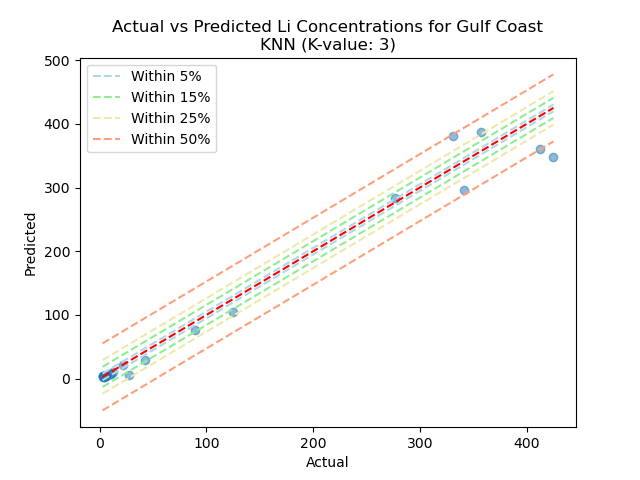 Actual vs Predicted Li Concentrations for Gulf Coast
KNN (K-value: 3)
Within 5%
Within 15%
Within 25%
Within 50%
500
400
300
200
100
0
Predicted
0
100
200
300
400
Actual